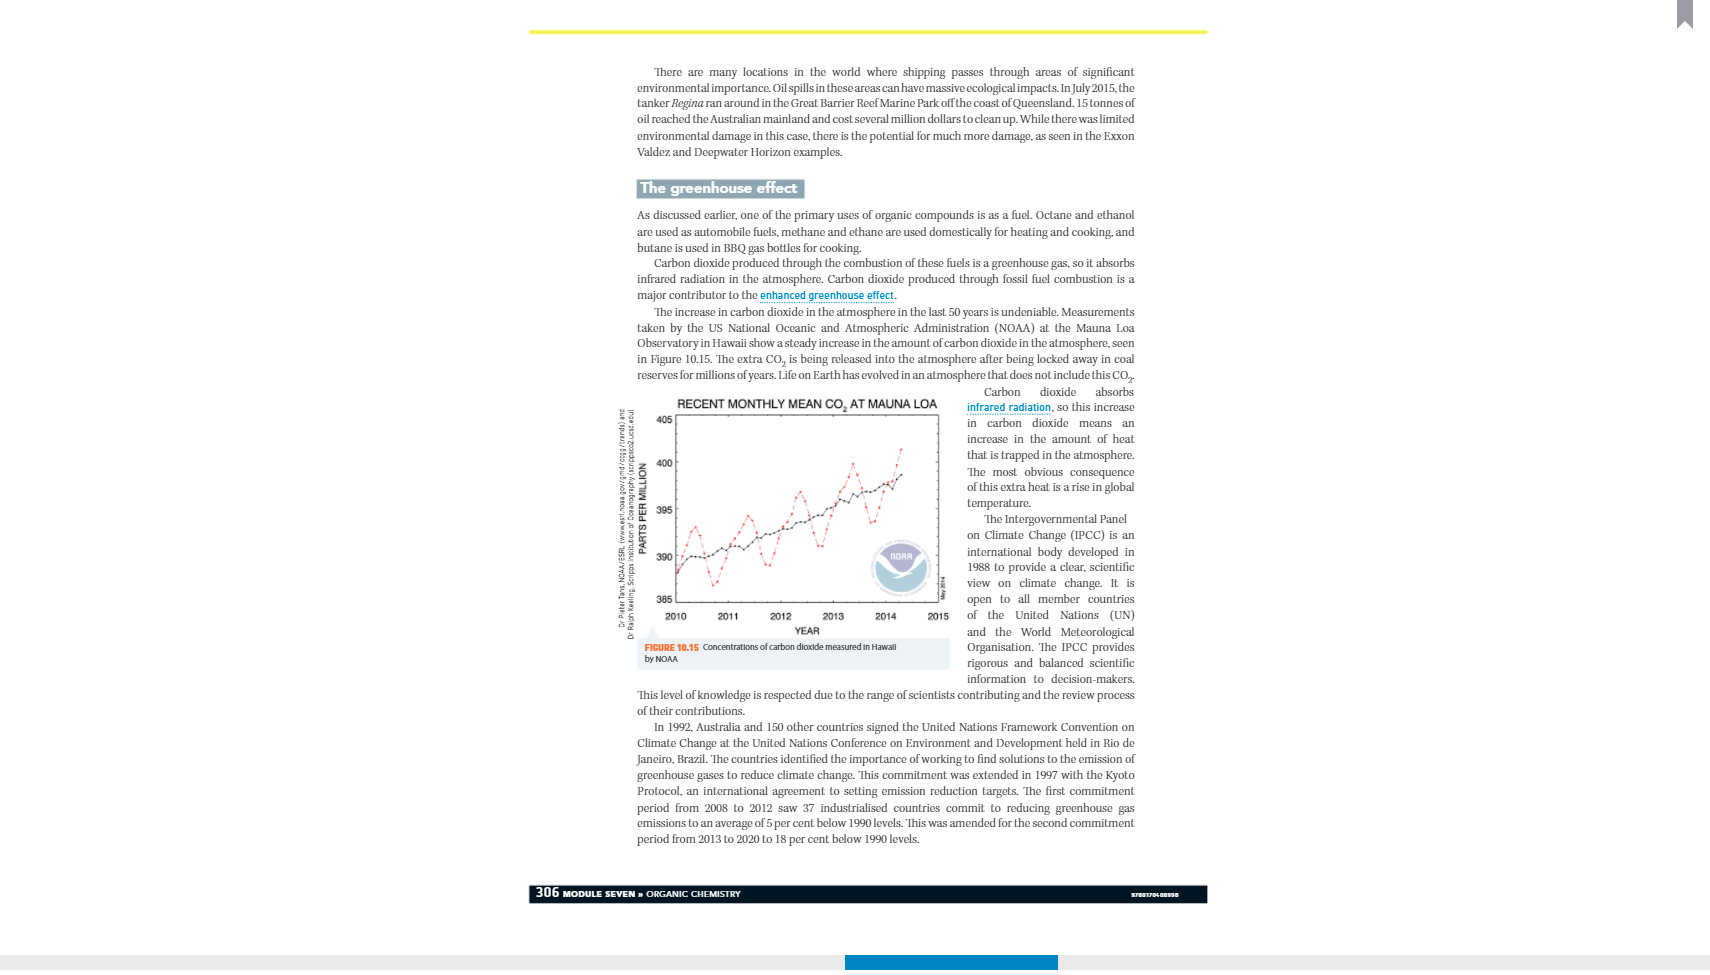 There are many locations in the world where shipping passes through areas of significant
environmental importance. Oil spills in these areas can have massive ecological impacts. In July 2015, the
tanker Regina ran around in the Great Barrier Reef Marine Park off the coast of Queensland. 15 tonnes of
oil reached the Australian mainland and cost several million dollars to clean up. While there was limited
environmental damage in this case, there is the potential for much more damage, as seen in the Exxon
Valdez and Deepwater Horizon examples.
The greenhouse effect
As discussed earlier, one of the primary uses of organic compounds is as a fuel. Octane and ethanol
are used as automobile fuels, methane and ethane are used domestically for heating and cooking, and
butane is used in BBQ gas bottles for cooking.
Carbon dioxide produced through the combustion of these fuels is a greenhouse gas, so it absorbs
infrared radiation in the atmosphere. Carbon dioxide produced through fossil fuel combustion is a
major contributor to the enhanced greenhouse effect.
The increase in carbon dioxide in the atmosphere in the last 50 years is undeniable. Measurements
taken by the US National Oceanic and Atmospheric Administration (NOAA) at the Mauna Loa
Observatory in Hawaii show a steady increase in the amount of carbon dioxide in the atmosphere, seen
in Figure 10.15. The extra CO₂ is being released into the atmosphere after being locked away in coal
reserves for millions of years. Life on Earth has evolved in an atmosphere that does not include this CO₂.
Carbon dioxide absorbs
infrared radiation, so this increase
in carbon dioxide means an
increase in the amount of heat
that is trapped in the atmosphere.
The most obvious consequence
of this extra heat is a rise in global
temperature.
The Intergovernmental Panel
on Climate Change (IPCC) is an
international body developed in
1988 to provide a clear, scientific
view on climate change. It is
open to all member countries
of the United Nations (UN)
and the World Meteorological
Organisation. The IPCC provides
rigorous and balanced scientific
information to decision-makers.
This level of knowledge is respected due to the range of scientists contributing and the review process
of their contributions.
RECENT MONTHLY MEAN CO₂ AT MAUNA LOA
405
400
395
390
385
PARTS PER MILLION
2010 2011 2012 2013 2014 2015
YEAR
NOAA
May 2014
Dr Pieter Tans, NOAA/ESRL (www.esrl.noaa.gov/gmd/ccgg/trends) and
Dr Ralph Keeling, Scripps Institution of Oceanography (scrippsco2.ucsd.edu)
FIGURE 10.15 Concentrations of carbon dioxide measured in Hawaii
by NOAA
In 1992, Australia and 150 other countries signed the United Nations Framework Convention on
Climate Change at the United Nations Conference on Environment and Development held in Rio de
Janeiro, Brazil. The countries identified the importance of working to find solutions to the emission of
greenhouse gases to reduce climate change. This commitment was extended in 1997 with the Kyoto
Protocol, an international agreement to setting emission reduction targets. The first commitment
period from 2008 to 2012 saw 37 industrialised countries commit to reducing greenhouse gas
emissions to an average of 5 per cent below 1990 levels. This was amended for the second commitment
period from 2013 to 2020 to 18 per cent below 1990 levels.
306 MODULE SEVEN » ORGANIC CHEMISTRY
9780170408998